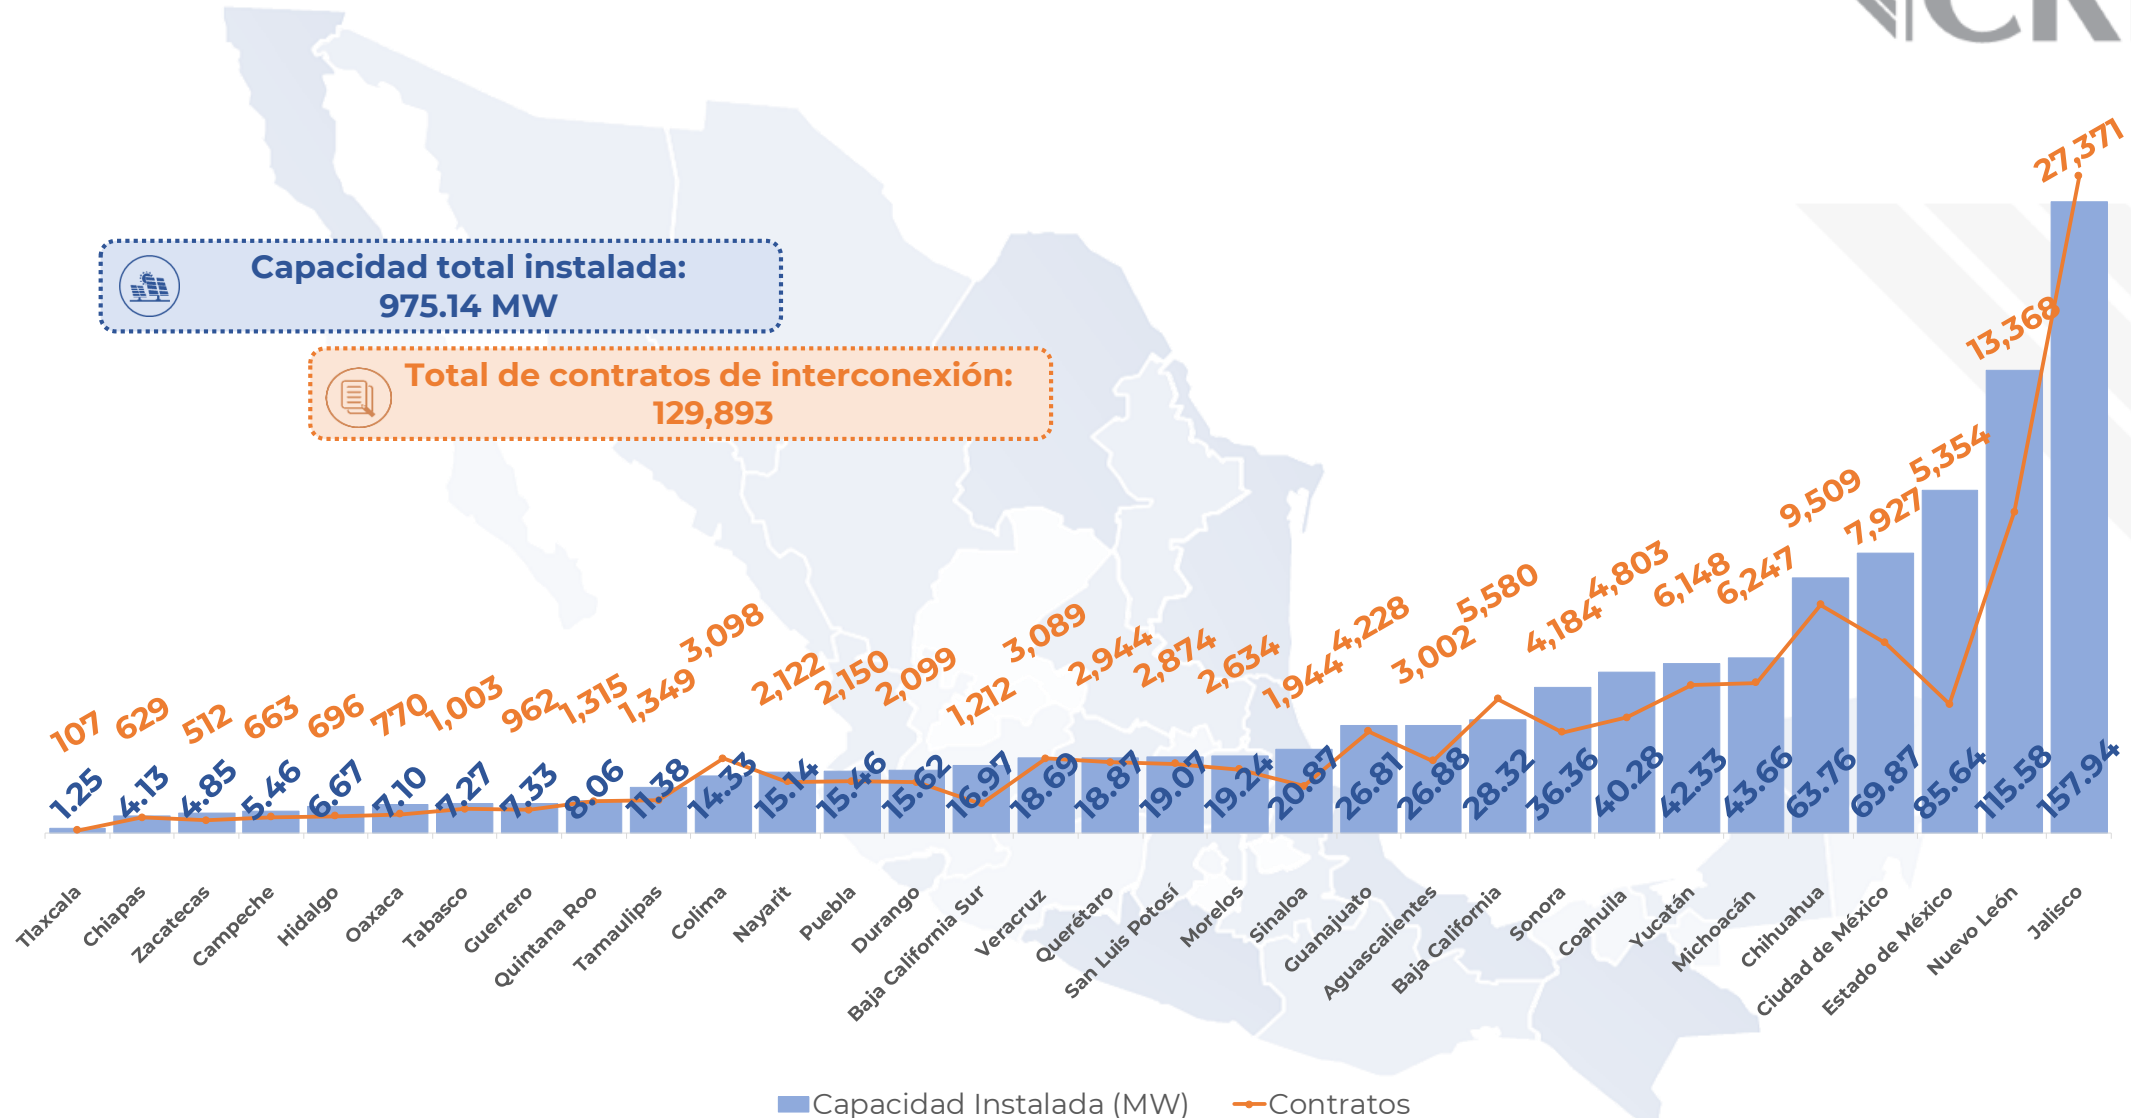 CR
Capacidad total instalada:
975.14 MW
Total de contratos de interconexión:
129,893
107
629
512
663
696
770
1,003
962
1,315
1,349
3,098
2,122
2,150
2,099
1,212
3,089
2,944
2,874
2,634
1,944
4,228
3,002
5,580
4,184
4,803
6,148
6,247
9,509
7,927
5,354
13,368
27,371
1.25
4.13
4.85
5.46
6.67
7.10
7.27
7.33
8.06
11.38
14.33
15.14
15.46
15.62
16.97
18.69
18.87
19.07
19.24
20.87
26.81
26.88
28.32
36.36
40.28
42.33
43.66
63.76
69.87
85.64
115.58
157.94
Tlaxcala
Chiapas
Zacatecas
Campeche
Hidalgo
Oaxaca
Tabasco
Guerrero
Quintana Roo
Tamaulipas
Colima
Nayarit
Puebla
Durango
Baja California Sur
Veracruz
Querétaro
San Luis Potosí
Morelos
Sinaloa
Guanajuato
Aguascalientes
Baja California
Sonora
Coahuila
Yucatán
Michoacán
Chihuahua
Ciudad de México
Estado de México
Nuevo León
Jalisco
Capacidad Instalada (MW)
Contratos